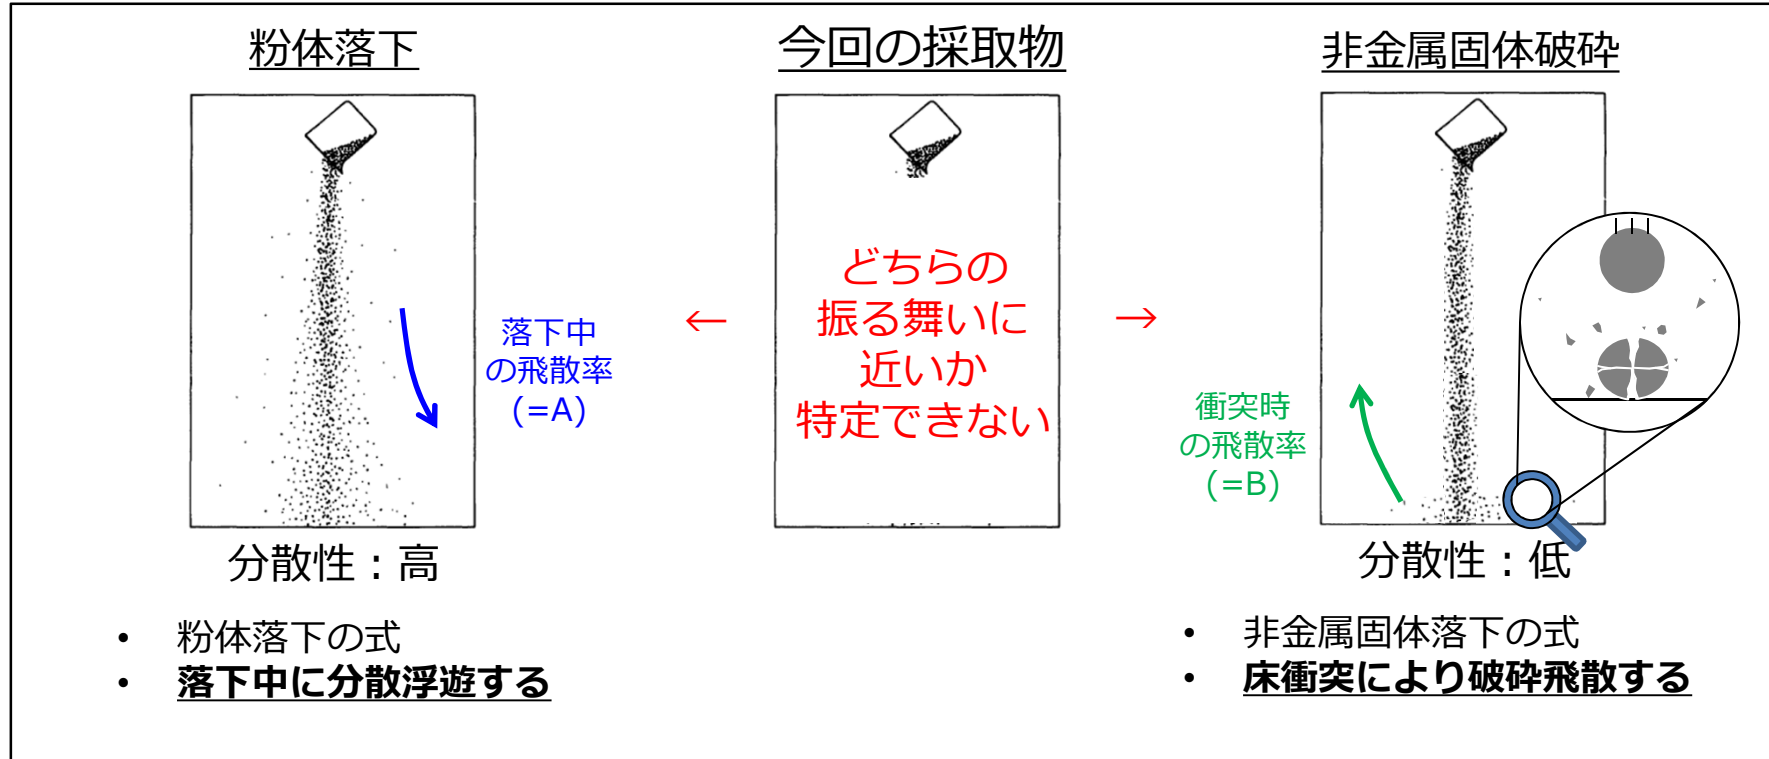 粉体落下
今回の採取物
非金属固体破砕
落下中
の飛散率
(=A)
←
どちらの
振る舞いに
近いか
特定できない
→
衝突時
の飛散率
(=B)
分散性：高
分散性：低
• 粉体落下の式
• 落下中に分散浮遊する
• 非金属固体落下の式
• 床衝突により破砕飛散する